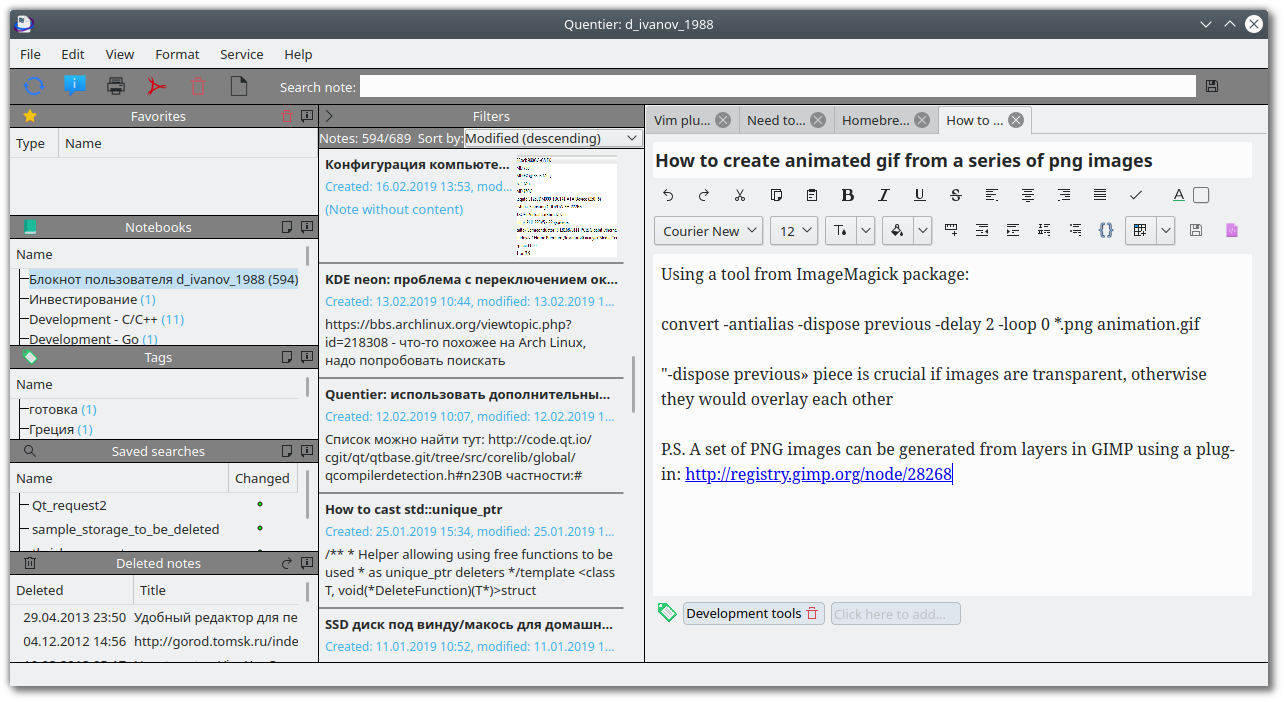 Quentier: d_ivanov_1988
File Edit View Format Service Help
Search note:
Favorites
Type Name
Notebooks
Name
Блокнот пользователя d_ivanov_1988 (594)
Инвестирование (1)
Development - C/C++ (11)
Development - Go (1)
Tags
Name
готовка (1)
Греция (1)
Saved searches
Name Changed
Qt_request2
sample_storage_to_be_deleted
Deleted notes
Deleted Title
29.04.2013 23:50 Удобный редактор для пе
04.12.2012 14:56 http://gorod.tomsk.ru/inde
Filters
Notes: 594/689 Sort by: Modified (descending)
Конфигурация компьюте...
Created: 16.02.2019 13:53, mod...
(Note without content)
KDE neon: проблема с переключением ок...
Created: 13.02.2019 10:44, modified: 13.02.2019 1...
https://bbs.archlinux.org/viewtopic.php?
id=218308 - что-то похожее на Arch Linux,
надо попробовать поискать
Quentier: использовать дополнительны...
Created: 12.02.2019 10:07, modified: 12.02.2019 1...
Список можно найти тут: http://code.qt.io/
cgit/qt/qtbase.git/tree/src/corelib/global/
qcompilerdetection.h#n230В частности:#
How to cast std::unique_ptr
Created: 25.01.2019 15:34, modified: 25.01.2019 1...
/** * Helper allowing using free functions to be
used * as unique_ptr deleters */template <class
T, void(*DeleteFunction)(T*)>struct
SSD диск под винду/макось для домашн...
Created: 11.01.2019 10:52, modified: 11.01.2019 1...
Vim plu... Need to... Homebre... How to ...
How to create animated gif from a series of png images
Courier New 12
Using a tool from ImageMagick package:
convert -antialias -dispose previous -delay 2 -loop 0 *.png animation.gif
"-dispose previous» piece is crucial if images are transparent, otherwise
they would overlay each other
P.S. A set of PNG images can be generated from layers in GIMP using a plug-
in: http://registry.gimp.org/node/28268
Development tools Click here to add...